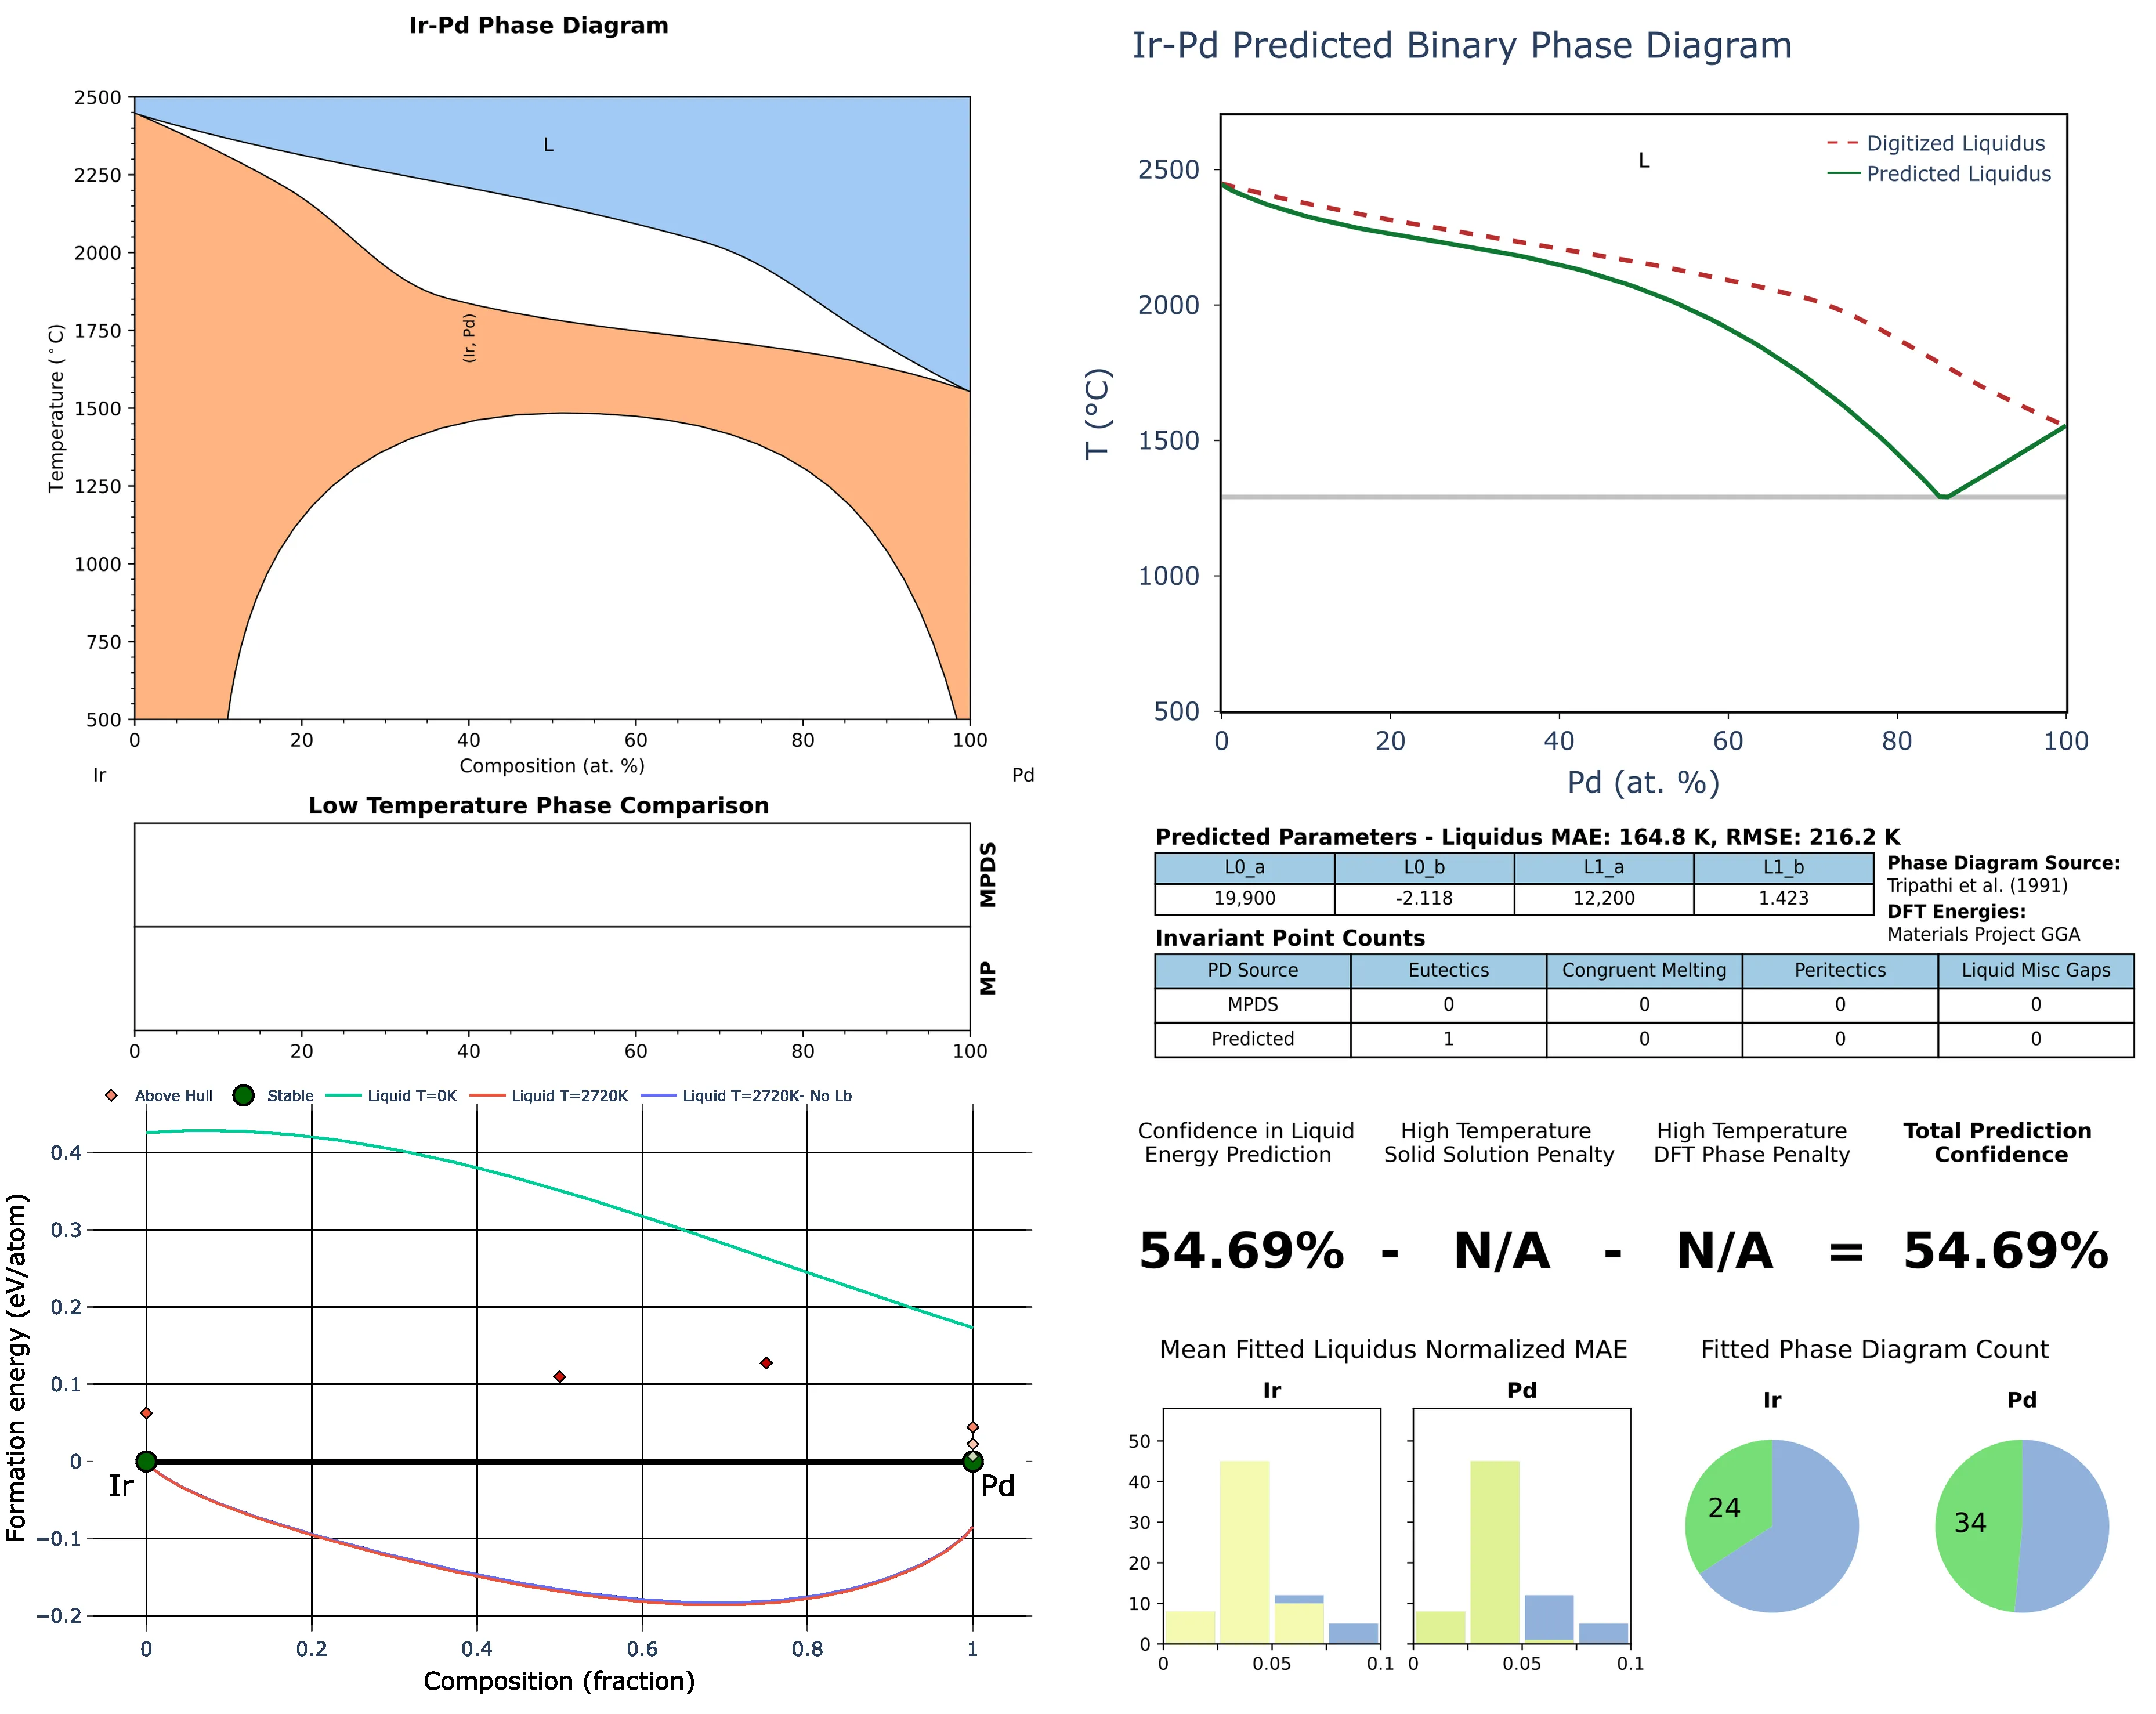 Ir-Pd Phase Diagram
2500
2250
2000
1750
1500
1250
1000
750
500
Temperature (°C)
L
(Ir, Pd)
0 20 40 60 80 100
Composition (at. %)
Ir Pd
Low Temperature Phase Comparison
MPDS
MP
0 20 40 60 80 100
Above Hull Stable Liquid T=0K Liquid T=2720K Liquid T=2720K- No Lb
0.4
0.3
0.2
0.1
0
−0.1
−0.2
Formation energy (eV/atom)
Ir Pd
0 0.2 0.4 0.6 0.8 1
Composition (fraction)
Ir-Pd Predicted Binary Phase Diagram
L
Digitized Liquidus
Predicted Liquidus
2500
2000
1500
1000
500
T (°C)
0 20 40 60 80 100
Pd (at. %)
Predicted Parameters - Liquidus MAE: 164.8 K, RMSE: 216.2 K
L0_a L0_b L1_a L1_b
19,900 -2.118 12,200 1.423
Phase Diagram Source:
Tripathi et al. (1991)
DFT Energies:
Materials Project GGA
Invariant Point Counts
PD Source Eutectics Congruent Melting Peritectics Liquid Misc Gaps
MPDS 0 0 0 0
Predicted 1 0 0 0
Confidence in Liquid
Energy Prediction
High Temperature
Solid Solution Penalty
High Temperature
DFT Phase Penalty
Total Prediction
Confidence
54.69% - N/A - N/A = 54.69%
Mean Fitted Liquidus Normalized MAE
Ir Pd
50
40
30
20
10
0
0 0.05 0.1 0 0.05 0.1
Fitted Phase Diagram Count
Ir Pd
24 34